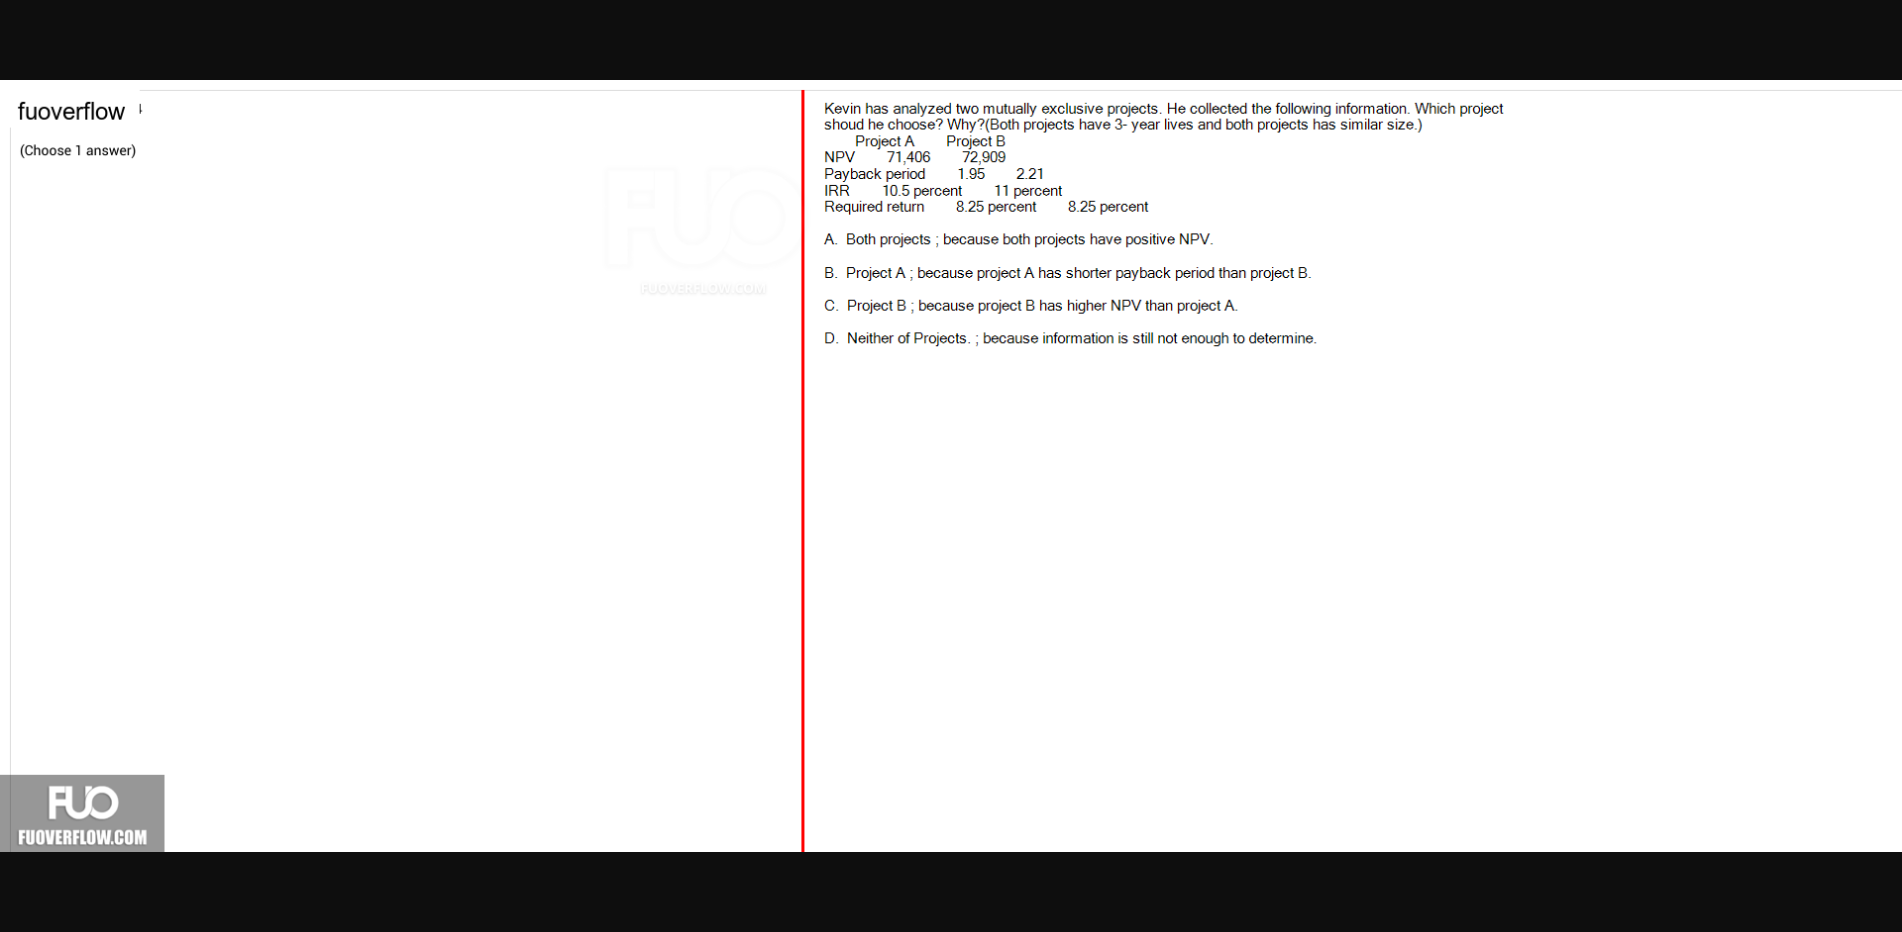 fuoverflow
(Choose 1 answer)
Kevin has analyzed two mutually exclusive projects. He collected the following information. Which project
shoud he choose? Why?(Both projects have 3- year lives and both projects has similar size.)
Project A Project B
NPV 71,406 72,909
Payback period 1.95 2.21
IRR 10.5 percent 11 percent
Required return 8.25 percent 8.25 percent
A. Both projects ; because both projects have positive NPV.
B. Project A ; because project A has shorter payback period than project B.
C. Project B ; because project B has higher NPV than project A.
D. Neither of Projects. ; because information is still not enough to determine.
FUO
FUOVERFLOW.COM
FUO
FUOVERFLOW.COM